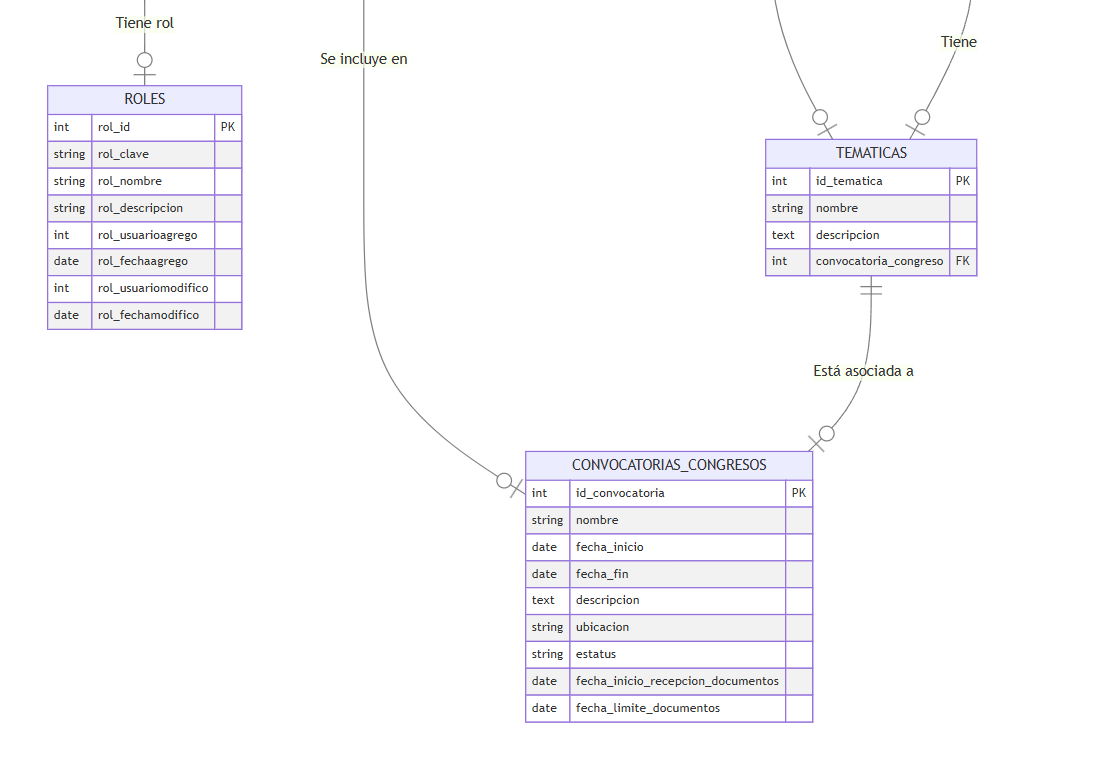 Tiene rol
Se incluye en
Tiene
ROLES
int rol_id PK
string rol_clave
string rol_nombre
string rol_descripcion
int rol_usuarioagrego
date rol_fechaagrego
int rol_usuariomodifico
date rol_fechamodifico
TEMATICAS
int id_tematica PK
string nombre
text descripcion
int convocatoria_congreso FK
Está asociada a
CONVOCATORIAS_CONGRESOS
int id_convocatoria PK
string nombre
date fecha_inicio
date fecha_fin
text descripcion
string ubicacion
string estatus
date fecha_inicio_recepcion_documentos
date fecha_limite_documentos